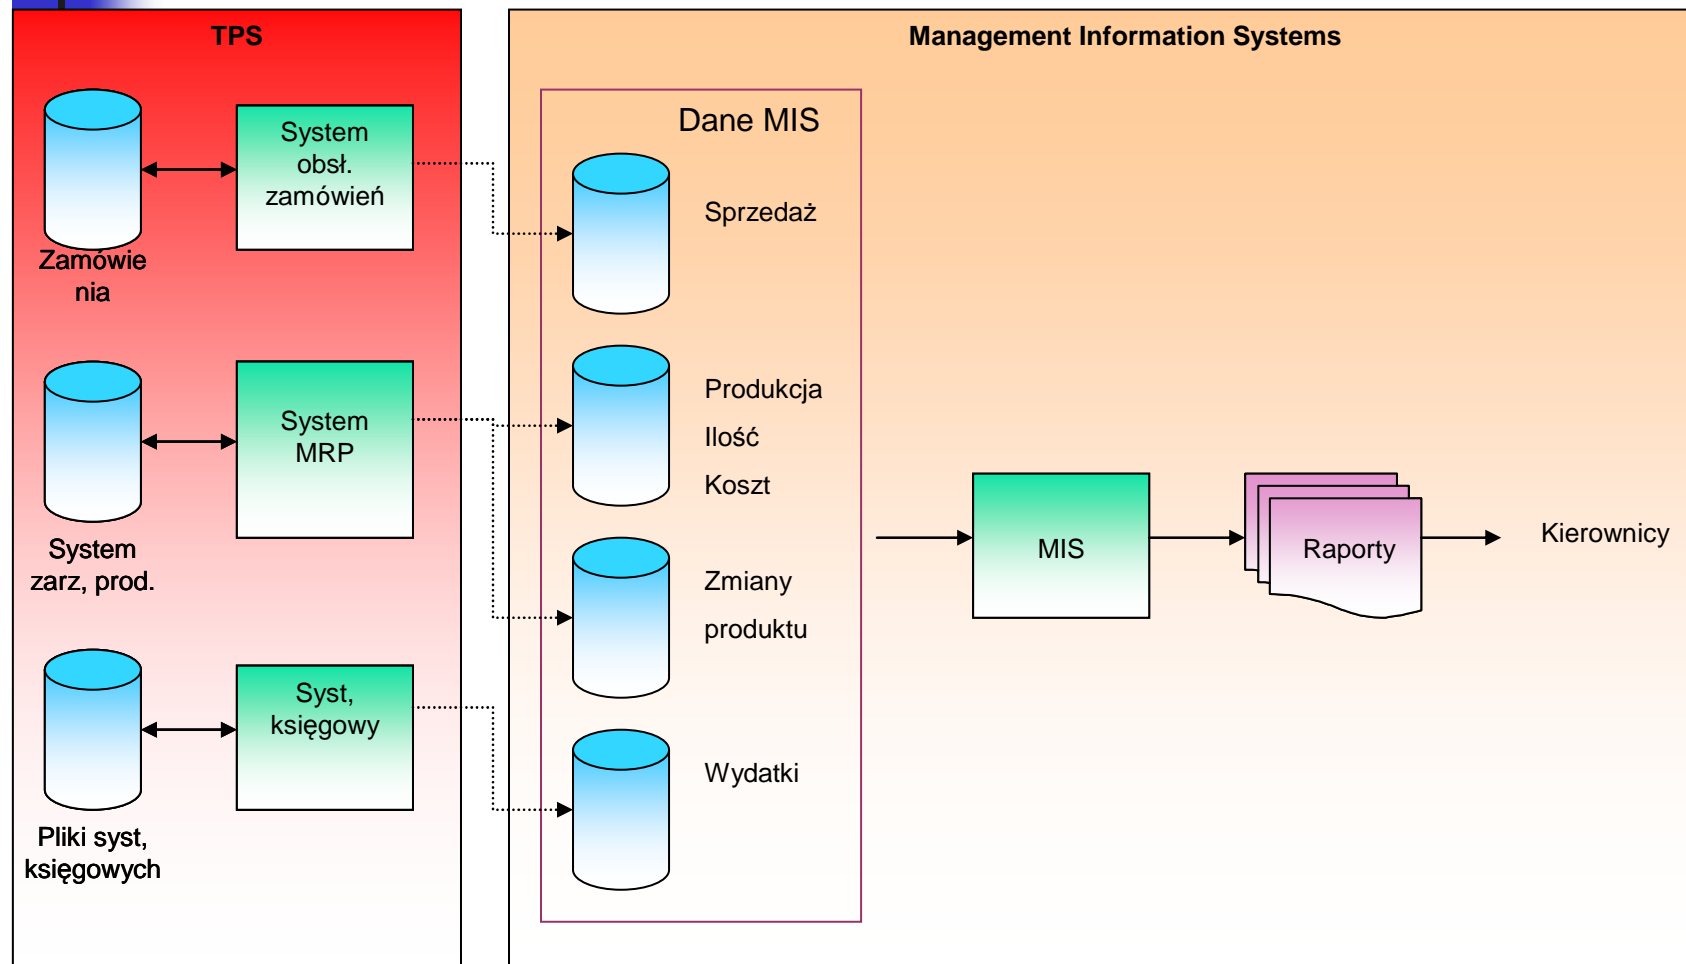 TPS
System
obsł.
zamówień
Zamówie
nia
System
MRP
System
zarz, prod.
Syst,
księgowy
Pliki syst,
księgowych
Management Information Systems
Dane MIS
Sprzedaż
Produkcja
Ilość
Koszt
Zmiany
produktu
Wydatki
MIS
Raporty
Kierownicy